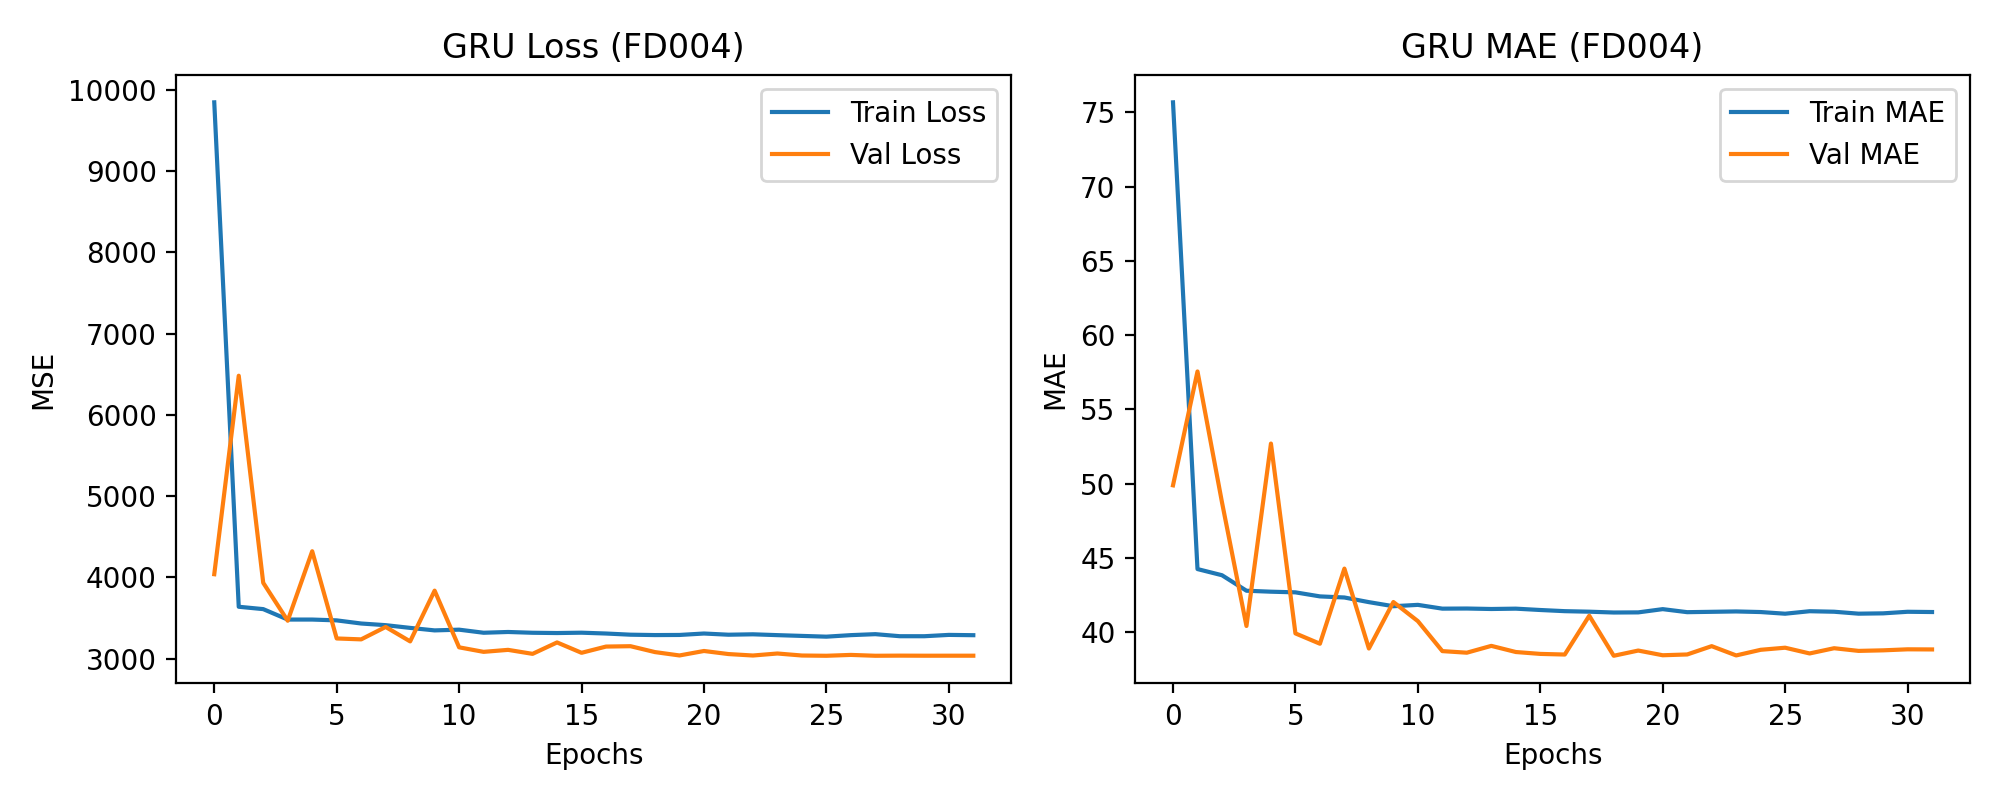 GRU Loss (FD004)
10000
9000
8000
7000
6000
5000
4000
3000
MSE
Train Loss
Val Loss
0 5 10 15 20 25 30
Epochs
GRU MAE (FD004)
75
70
65
60
55
50
45
40
MAE
Train MAE
Val MAE
0 5 10 15 20 25 30
Epochs